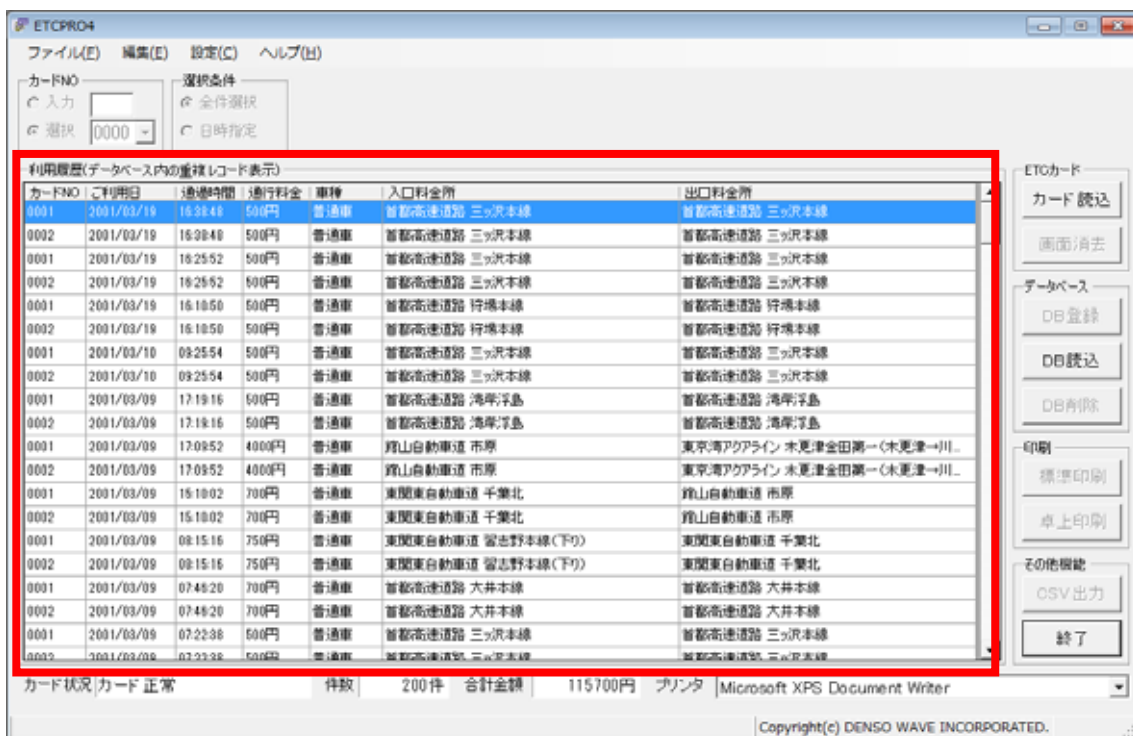 ETCPRO4
ファイル(F) 編集(E) 設定(C) ヘルプ(H)
カードNO 選択条件
入力 全件選択
選択 0000 日時指定
利用履歴(データベース内の重複レコード表示)
カードNO ご利用日 通過時間 通行料金 車種 入口料金所 出口料金所
0001 2001/03/19 16:38:48 500円 普通車 首都高速道路 三ッ沢本線 首都高速道路 三ッ沢本線
0002 2001/03/19 16:38:48 500円 普通車 首都高速道路 三ッ沢本線 首都高速道路 三ッ沢本線
0001 2001/03/19 16:25:52 500円 普通車 首都高速道路 三ッ沢本線 首都高速道路 三ッ沢本線
0002 2001/03/19 16:25:52 500円 普通車 首都高速道路 三ッ沢本線 首都高速道路 三ッ沢本線
0001 2001/03/19 16:10:50 500円 普通車 首都高速道路 狩場本線 首都高速道路 狩場本線
0002 2001/03/19 16:10:50 500円 普通車 首都高速道路 狩場本線 首都高速道路 狩場本線
0001 2001/03/10 09:25:54 500円 普通車 首都高速道路 三ッ沢本線 首都高速道路 三ッ沢本線
0002 2001/03/10 09:25:54 500円 普通車 首都高速道路 三ッ沢本線 首都高速道路 三ッ沢本線
0001 2001/03/09 17:19:16 500円 普通車 首都高速道路 湾岸浮島 首都高速道路 湾岸浮島
0002 2001/03/09 17:19:16 500円 普通車 首都高速道路 湾岸浮島 首都高速道路 湾岸浮島
0001 2001/03/09 17:09:52 4000円 普通車 館山自動車道 市原 東京湾アクアライン 木更津金田第一(木更津→川...
0002 2001/03/09 17:09:52 4000円 普通車 館山自動車道 市原 東京湾アクアライン 木更津金田第一(木更津→川...
0001 2001/03/09 15:10:02 700円 普通車 東関東自動車道 千葉北 館山自動車道 市原
0002 2001/03/09 15:10:02 700円 普通車 東関東自動車道 千葉北 館山自動車道 市原
0001 2001/03/09 08:15:16 750円 普通車 東関東自動車道 習志野本線(下り) 東関東自動車道 千葉北
0002 2001/03/09 08:15:16 750円 普通車 東関東自動車道 習志野本線(下り) 東関東自動車道 千葉北
0001 2001/03/09 07:46:20 700円 普通車 首都高速道路 大井本線 首都高速道路 大井本線
0002 2001/03/09 07:46:20 700円 普通車 首都高速道路 大井本線 首都高速道路 大井本線
0001 2001/03/09 07:22:38 500円 普通車 首都高速道路 三ッ沢本線 首都高速道路 三ッ沢本線
0002 2001/03/09 07:22:38 500円 普通車 首都高速道路 三ッ沢本線 首都高速道路 三ッ沢本線
ETCカード
カード読込
画面消去
データベース
DB登録
DB読込
DB削除
印刷
標準印刷
卓上印刷
その他機能
CSV出力
終了
カード状況 カード正常 件数 200件 合計金額 115700円 プリンタ Microsoft XPS Document Writer
Copyright(c) DENSO WAVE INCORPORATED.